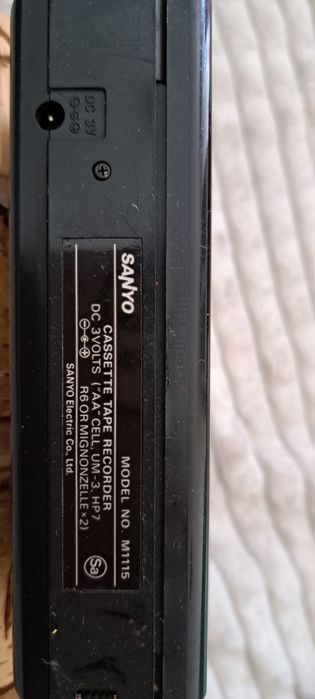 DC 3V
SANYO
MODEL NO. M1115
CASSETTE TAPE RECORDER
DC 3VOLTS ("AA" CELL, UM-3, HP7
R6 OR MIGNONZELLE×2)
SANYO Electric Co., Ltd.
Sa